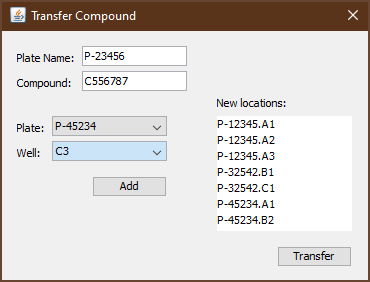 Transfer Compound
Plate Name: P-23456
Compound: C556787
Plate: P-45234
Well: C3
Add
New locations:
P-12345.A1
P-12345.A2
P-12345.A3
P-32542.B1
P-32542.C1
P-45234.A1
P-45234.B2
Transfer